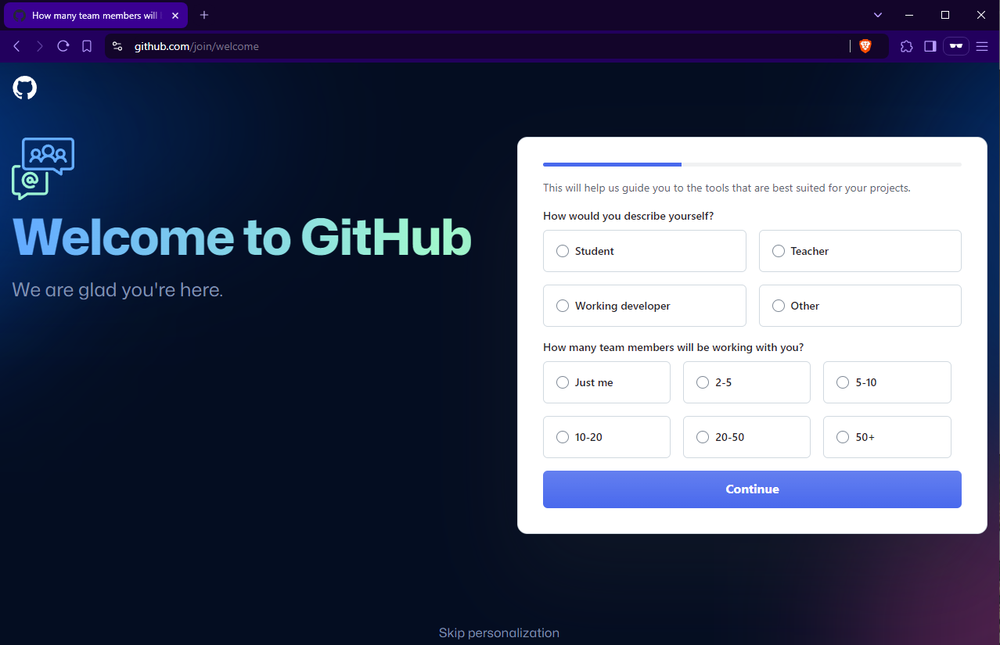 How many team members will
github.com/join/welcome
@
Welcome to GitHub
We are glad you're here.
This will help us guide you to the tools that are best suited for your projects.
How would you describe yourself?
Student
Teacher
Working developer
Other
How many team members will be working with you?
Just me
2-5
5-10
10-20
20-50
50+
Continue
Skip personalization